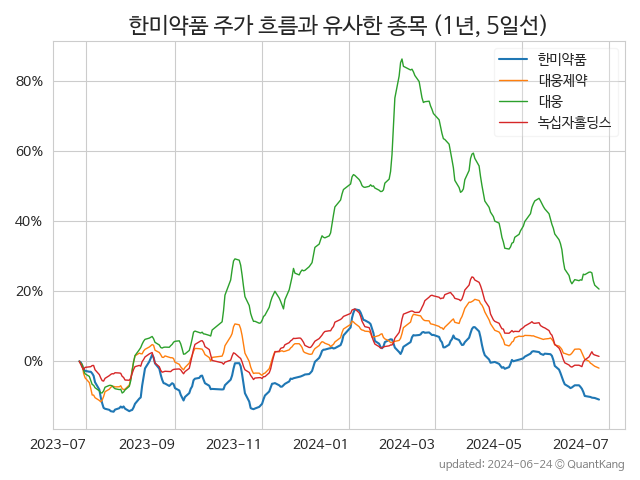 한미약품 주가 흐름과 유사한 종목 (1년, 5일선)
한미약품
대웅제약
대웅
녹십자홀딩스
80%
60%
40%
20%
0%
2023-07 2023-09 2023-11 2024-01 2024-03 2024-05 2024-07
updated: 2024-06-24 © QuantKang